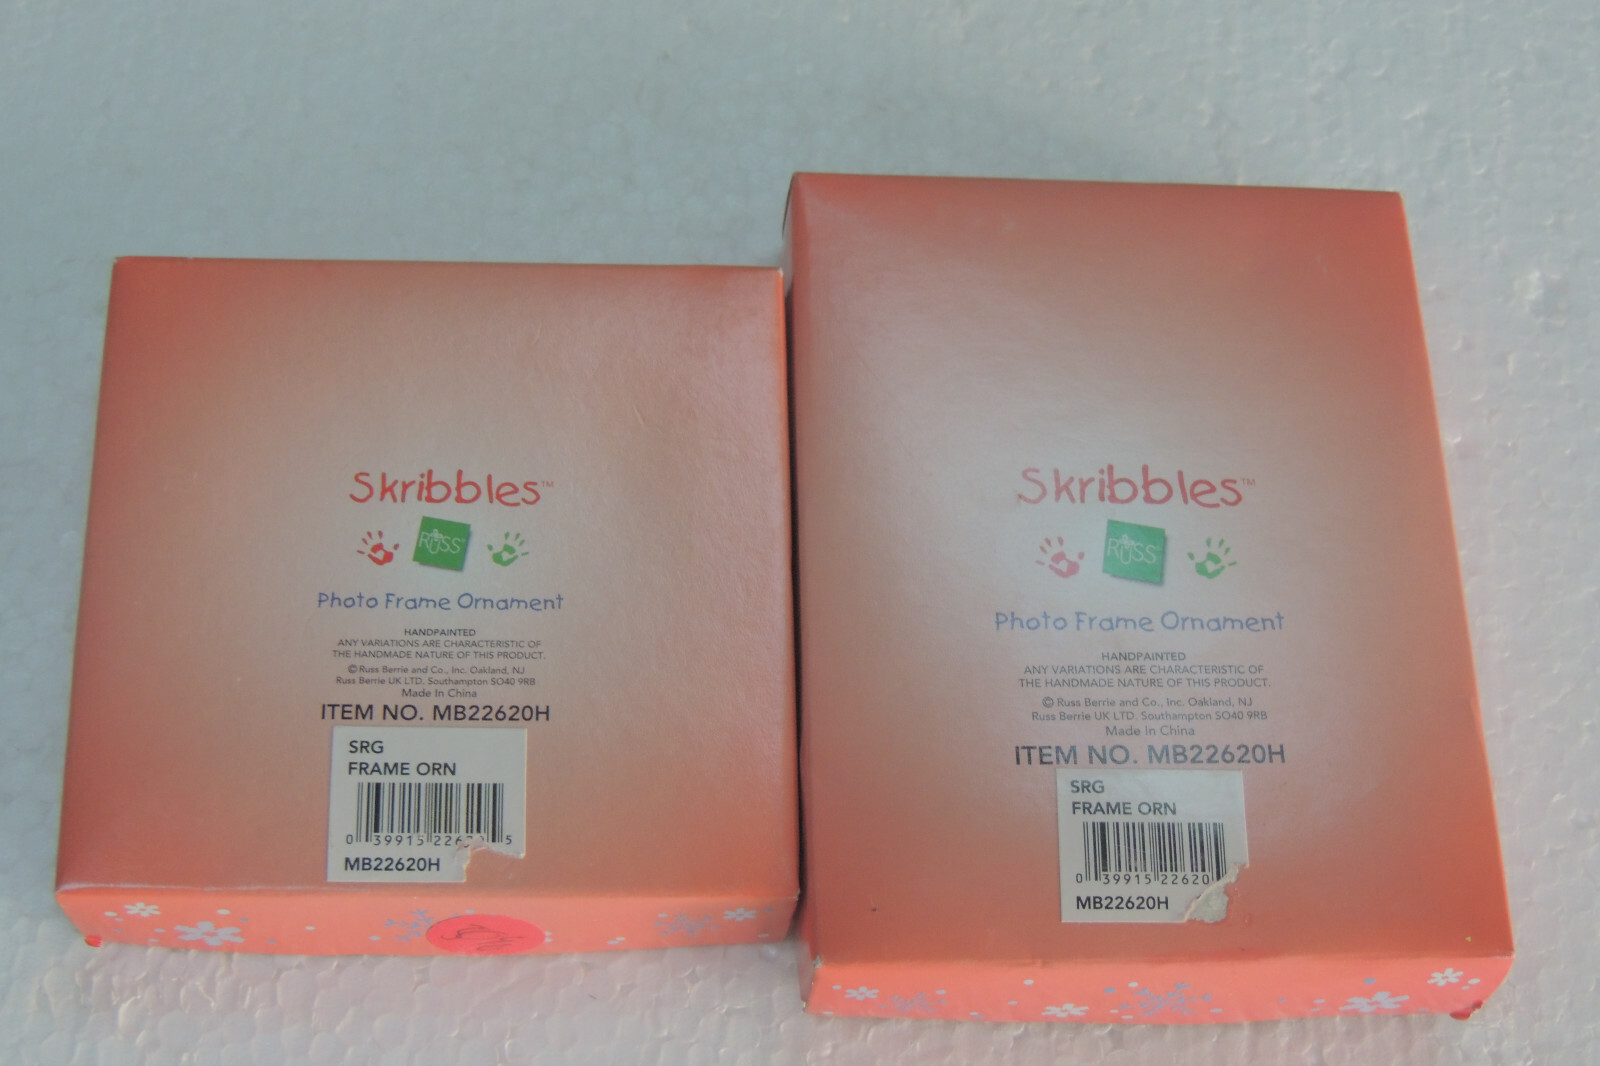 Skribbles™
RUSS
Photo Frame Ornament
HANDPAINTED
ANY VARIATIONS ARE CHARACTERISTIC OF
THE HANDMADE NATURE OF THIS PRODUCT.
© Russ Berrie and Co., Inc. Oakland, NJ
Russ Berrie UK LTD. Southampton SO40 9RB
Made In China
ITEM NO. MB22620H
SRG
FRAME ORN
0 39915 22620 5
MB22620H
Skribbles™
RUSS
Photo Frame Ornament
HANDPAINTED
ANY VARIATIONS ARE CHARACTERISTIC OF
THE HANDMADE NATURE OF THIS PRODUCT.
© Russ Berrie and Co., Inc. Oakland, NJ
Russ Berrie UK LTD. Southampton SO40 9RB
Made In China
ITEM NO. MB22620H
SRG
FRAME ORN
0 39915 22620
MB22620H